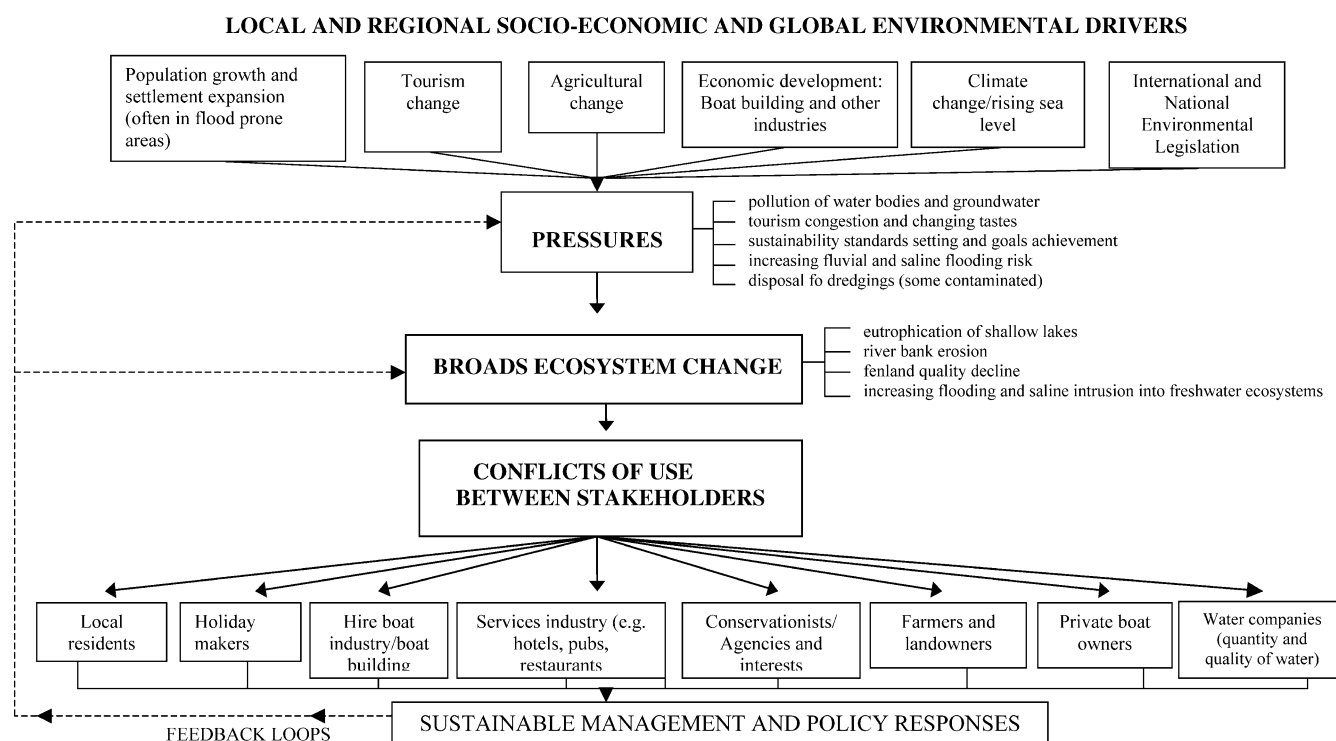 LOCAL AND REGIONAL SOCIO-ECONOMIC AND GLOBAL ENVIRONMENTAL DRIVERS
Population growth and
settlement expansion
(often in flood prone
areas)
Tourism
change
Agricultural
change
Economic development:
Boat building and other
industries
Climate
change/rising sea
level
International and
National
Environmental
Legislation
PRESSURES
pollution of water bodies and groundwater
tourism congestion and changing tastes
sustainability standards setting and goals achievement
increasing fluvial and saline flooding risk
disposal fo dredgings (some contaminated)
BROADS ECOSYSTEM CHANGE
eutrophication of shallow lakes
river bank erosion
fenland quality decline
increasing flooding and saline intrusion into freshwater ecosystems
CONFLICTS OF USE
BETWEEN STAKEHOLDERS
Local
residents
Holiday
makers
Hire boat
industry/boat
building
Services industry (e.g.
hotels, pubs,
restaurants
Conservationists/
Agencies and
interests
Farmers and
landowners
Private boat
owners
Water companies
(quantity and
quality of water)
SUSTAINABLE MANAGEMENT AND POLICY RESPONSES
FEEDBACK LOOPS